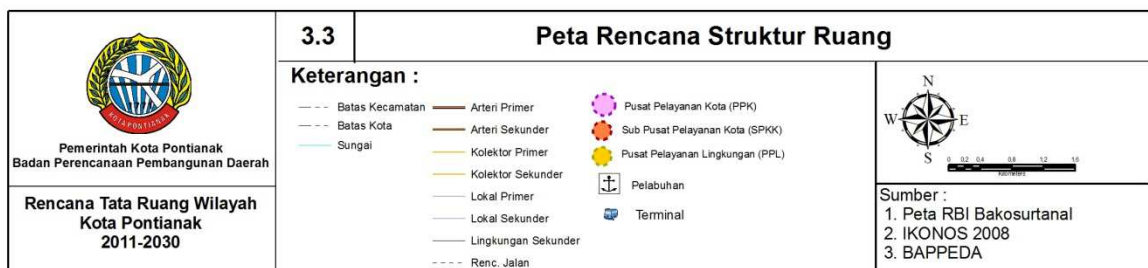 1771
KOTA PONTIANAK
Pemerintah Kota Pontianak
Badan Perencanaan Pembangunan Daerah
Rencana Tata Ruang Wilayah
Kota Pontianak
2011-2030
3.3
Peta Rencana Struktur Ruang
Keterangan :
Batas Kecamatan
Batas Kota
Sungai
Arteri Primer
Arteri Sekunder
Kolektor Primer
Kolektor Sekunder
Lokal Primer
Lokal Sekunder
Lingkungan Sekunder
Renc. Jalan
Pusat Pelayanan Kota (PPK)
Sub Pusat Pelayanan Kota (SPKK)
Pusat Pelayanan Lingkungan (PPL)
Pelabuhan
Terminal
N
W E
S
0 0,2 0,4 0,8 1,2 1,6
Kilometers
Sumber :
1. Peta RBI Bakosurtanal
2. IKONOS 2008
3. BAPPEDA